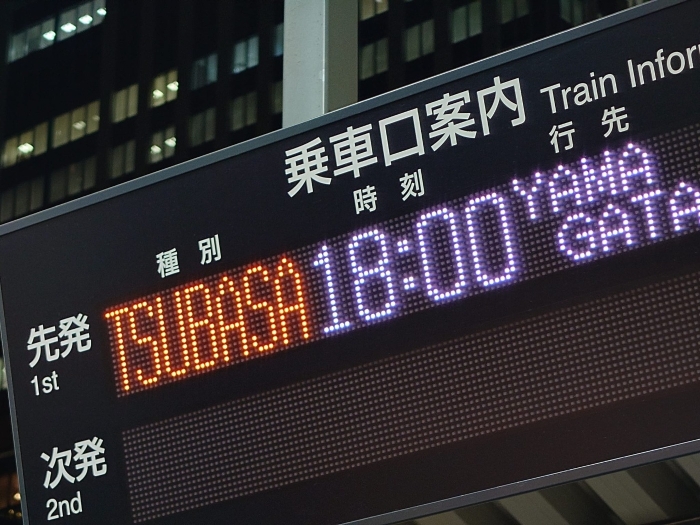 乗車口案内 Train Infor
種別 時刻 行先
先発 1st TSUBASA 18:00 YAMA
GATA
次発 2nd